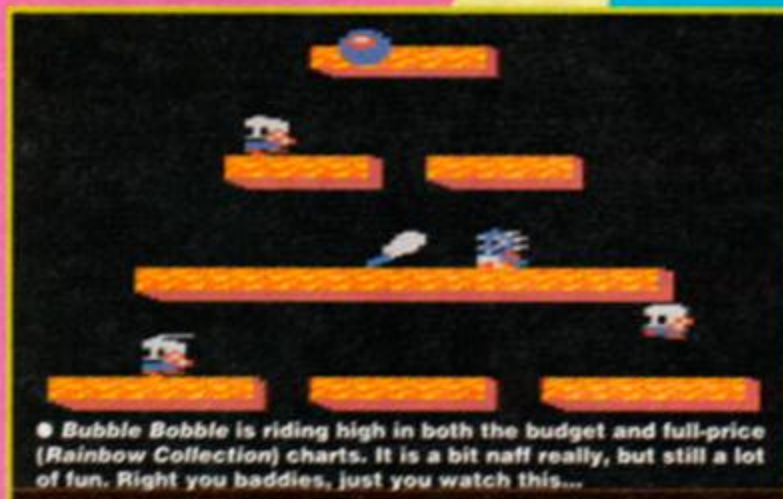 ● Bubble Bobble is riding high in both the budget and full-price
(Rainbow Collection) charts. It is a bit naff really, but still a lot
of fun. Right you baddies, just you watch this...